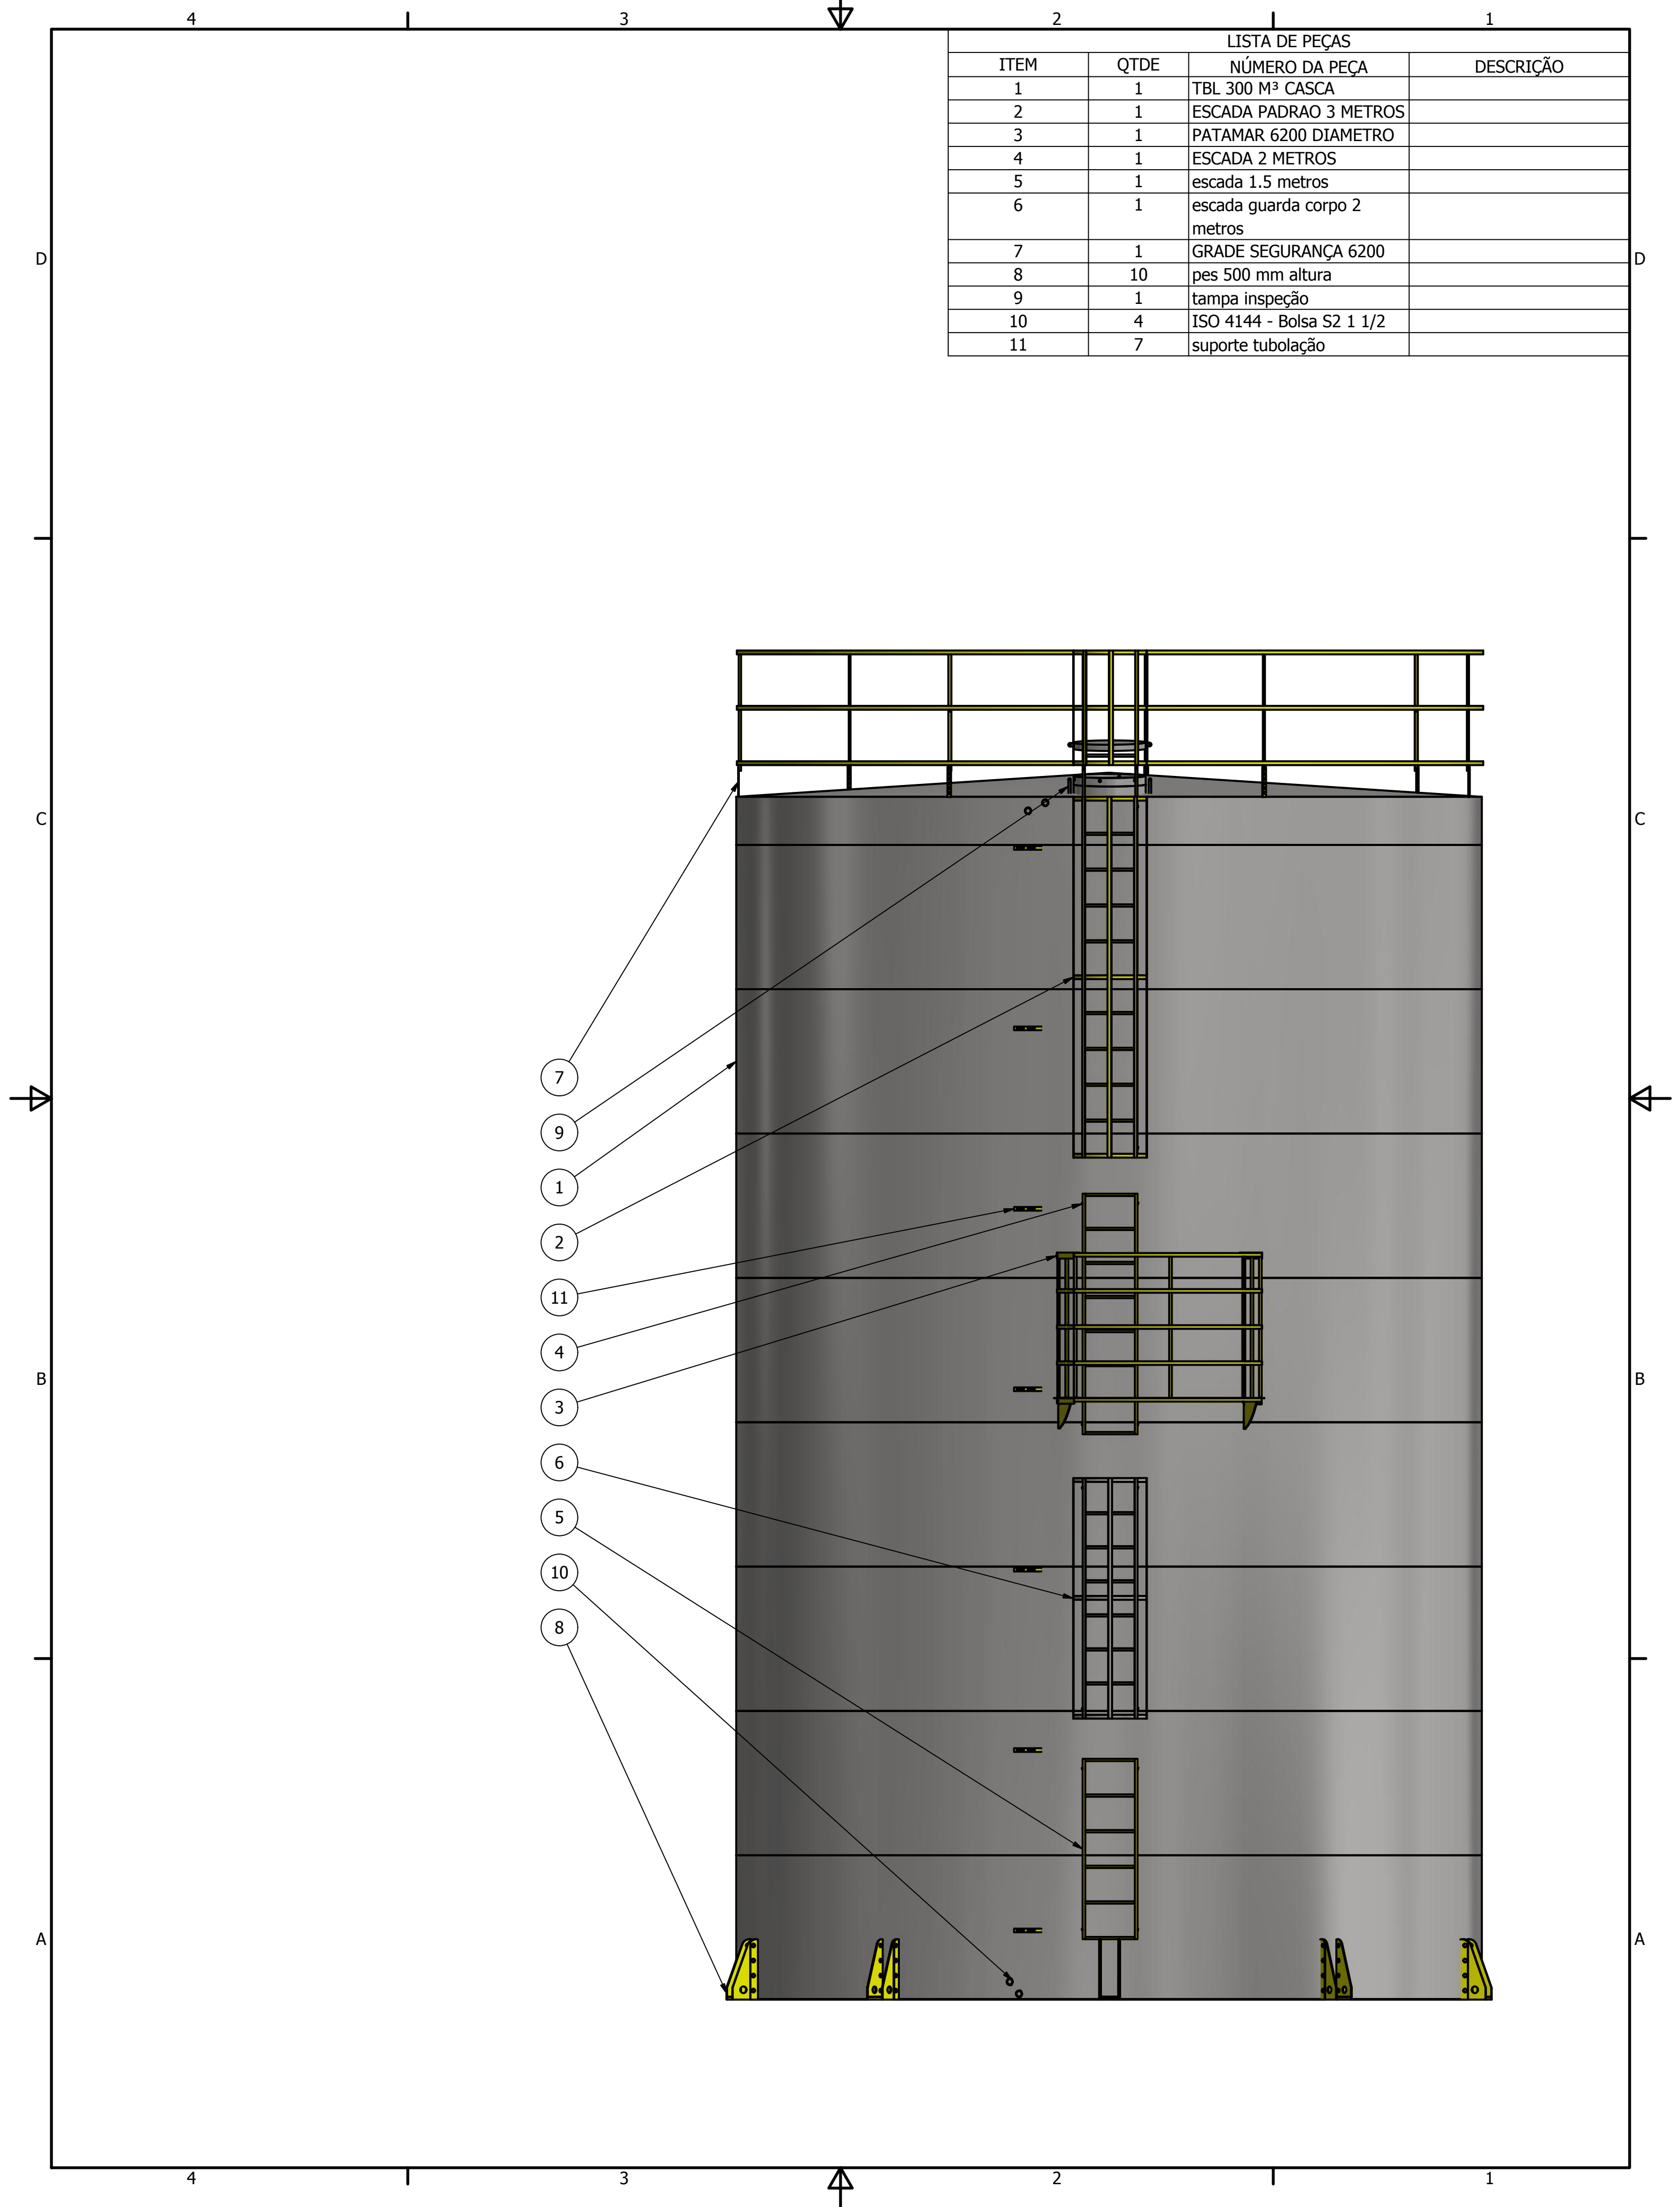 4 3 2 1
LISTA DE PEÇAS
ITEM QTDE NÚMERO DA PEÇA DESCRIÇÃO
1 1 TBL 300 M³ CASCA
2 1 ESCADA PADRAO 3 METROS
3 1 PATAMAR 6200 DIAMETRO
4 1 ESCADA 2 METROS
5 1 escada 1.5 metros
6 1 escada guarda corpo 2
metros
D D
7 1 GRADE SEGURANÇA 6200
8 10 pes 500 mm altura
9 1 tampa inspeção
10 4 ISO 4144 - Bolsa S2 1 1/2
11 7 suporte tubolação
C C
7
9
1
2
11
4
B B
3
6
5
10
8
A A
4 3 2 1